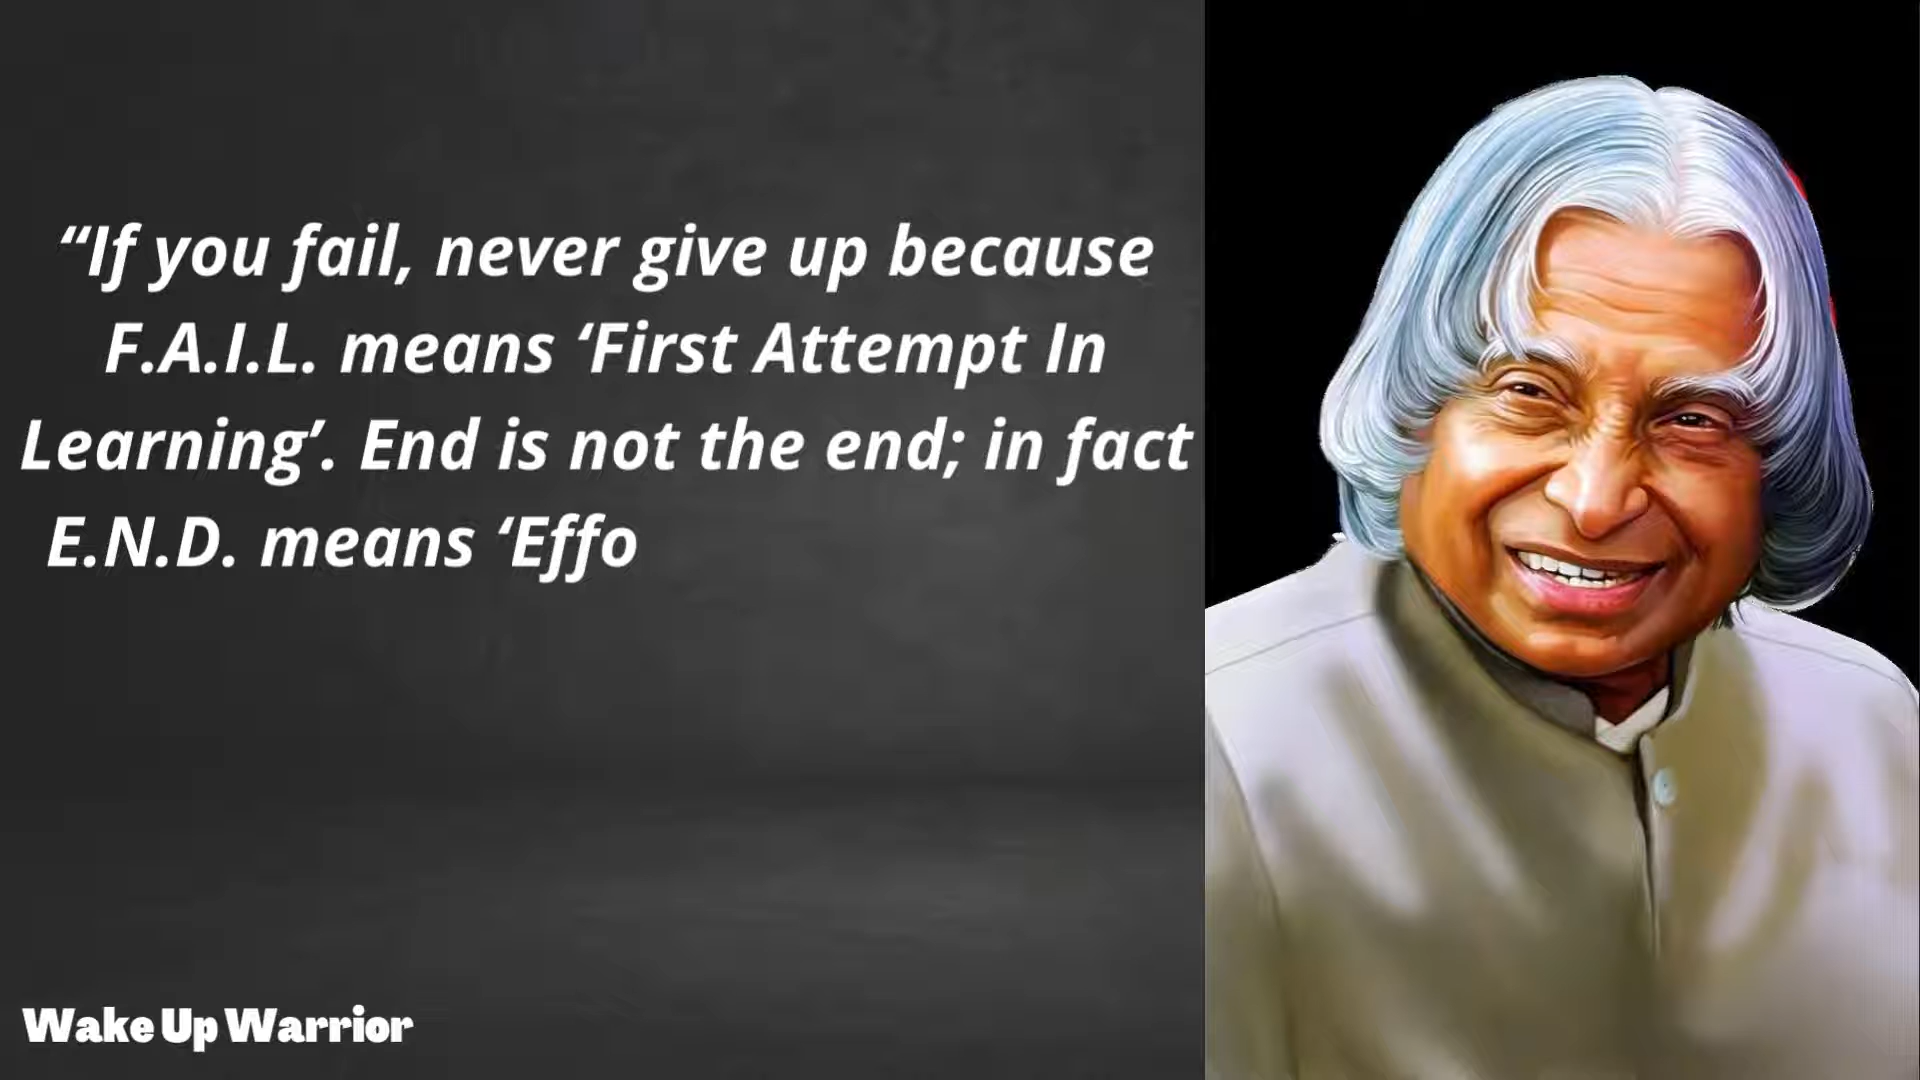 “If you fail, never give up because
F.A.I.L. means ‘First Attempt In
Learning’. End is not the end; in fact
E.N.D. means ‘Effo
Wake Up Warrior